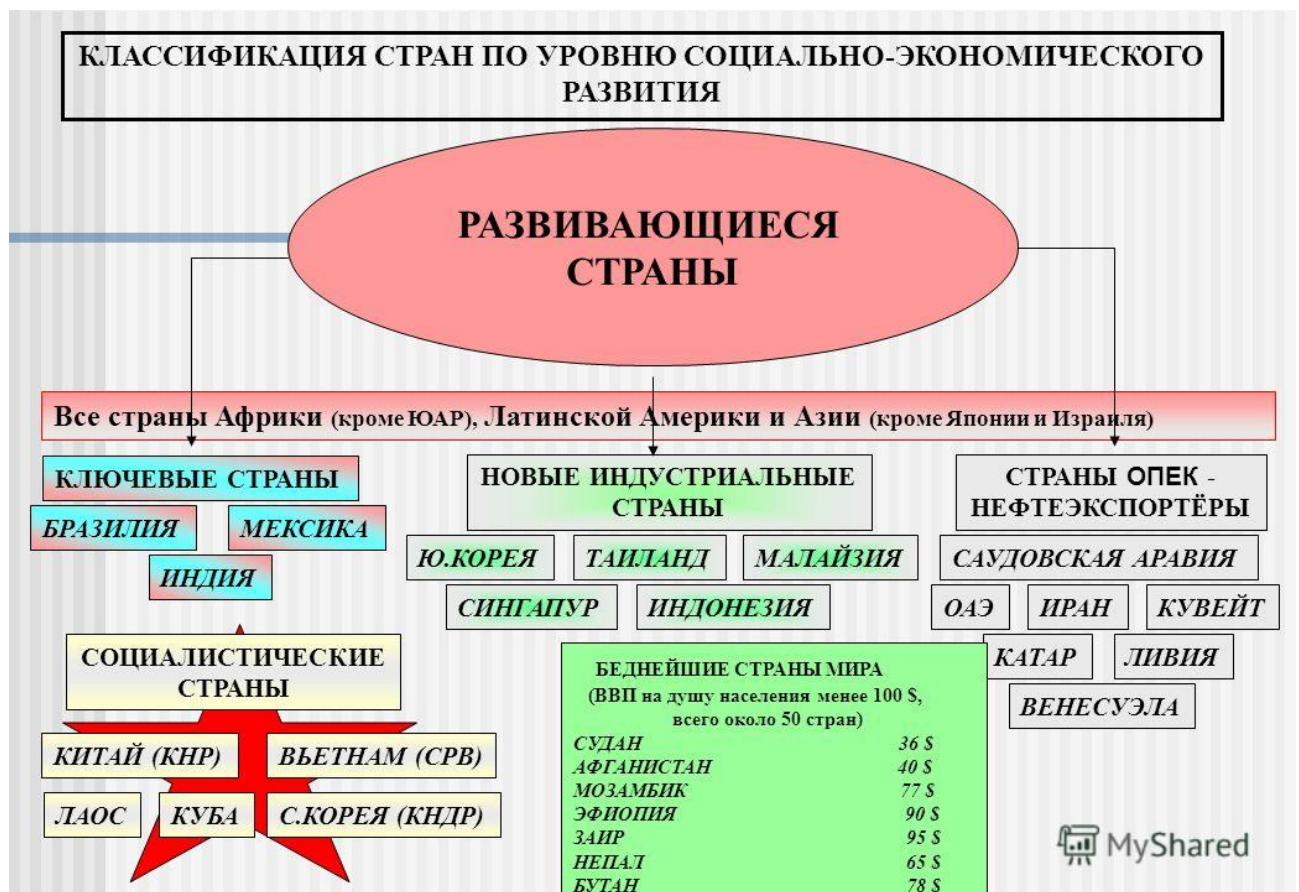 КЛАССИФИКАЦИЯ СТРАН ПО УРОВНЮ СОЦИАЛЬНО-ЭКОНОМИЧЕСКОГО
РАЗВИТИЯ
РАЗВИВАЮЩИЕСЯ
СТРАНЫ
Все страны Африки (кроме ЮАР), Латинской Америки и Азии (кроме Японии и Израиля)
КЛЮЧЕВЫЕ СТРАНЫ
БРАЗИЛИЯ
МЕКСИКА
ИНДИЯ
НОВЫЕ ИНДУСТРИАЛЬНЫЕ
СТРАНЫ
Ю.КОРЕЯ
ТАИЛАНД
МАЛАЙЗИЯ
СИНГАПУР
ИНДОНЕЗИЯ
СТРАНЫ ОПЕК -
НЕФТЕЭКСПОРТЁРЫ
САУДОВСКАЯ АРАВИЯ
ОАЭ
ИРАН
КУВЕЙТ
КАТАР
ЛИВИЯ
ВЕНЕСУЭЛА
СОЦИАЛИСТИЧЕСКИЕ
СТРАНЫ
КИТАЙ (КНР)
ВЬЕТНАМ (СРВ)
ЛАОС
КУБА
С.КОРЕЯ (КНДР)
БЕДНЕЙШИЕ СТРАНЫ МИРА
(ВВП на душу населения менее 100 $,
всего около 50 стран)
СУДАН 36 $
АФГАНИСТАН 40 $
МОЗАМБИК 77 $
ЭФИОПИЯ 90 $
ЗАИР 95 $
НЕПАЛ 65 $
БУТАН 78 $
MyShared